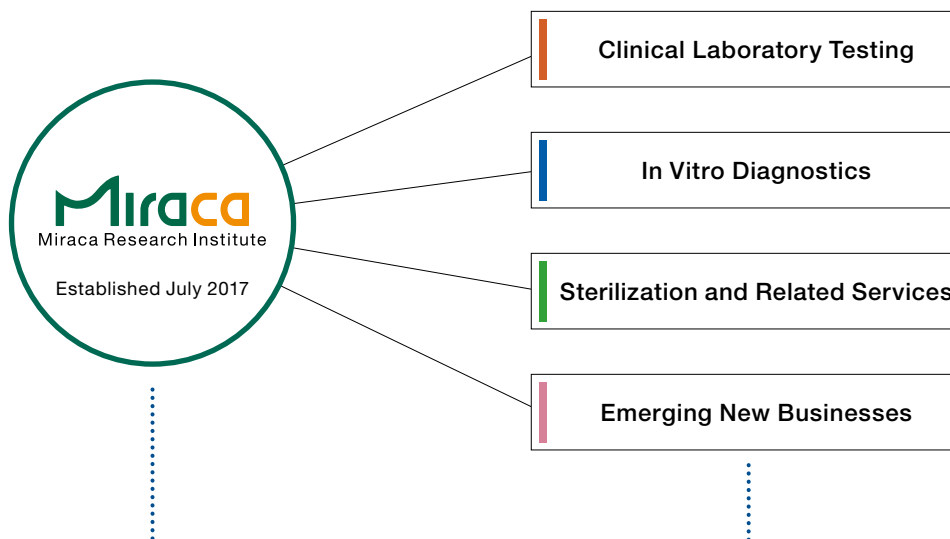 Miraca
Miraca Research Institute
Established July 2017
Clinical Laboratory Testing
In Vitro Diagnostics
Sterilization and Related Services
Emerging New Businesses